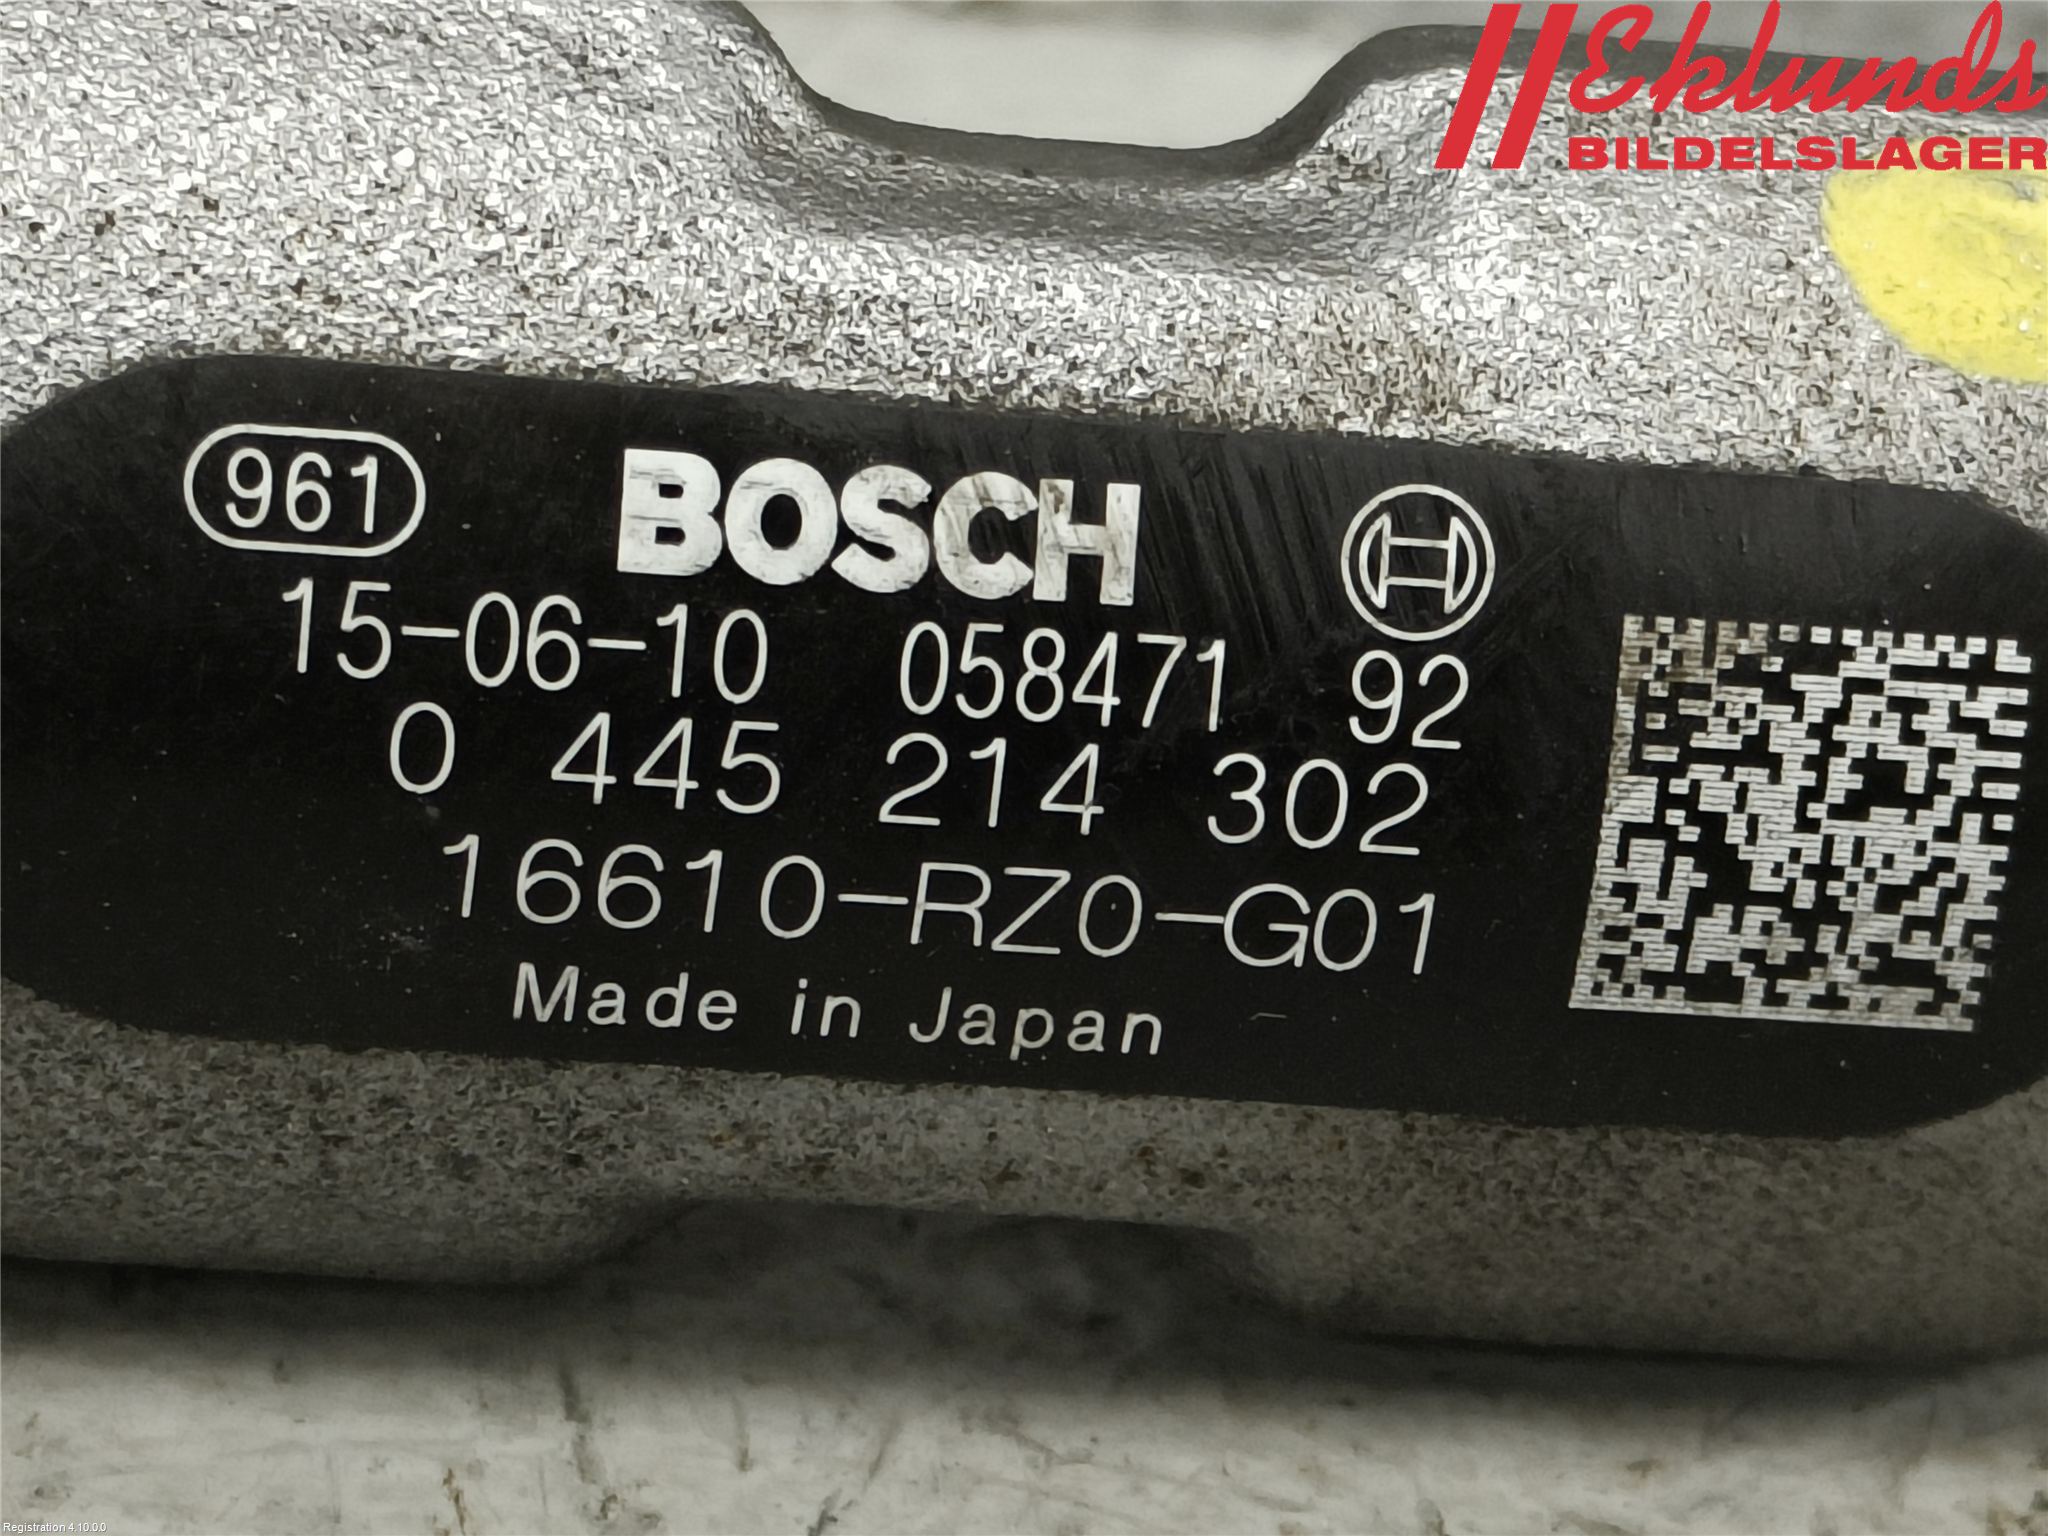 Eklunds
BILDELSLAGER
961 BOSCH
15-06-10 058471 92
0 445 214 302
16610-RZ0-G01
Made in Japan
Registration 4.10.0.0